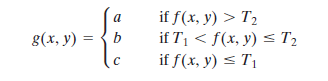 a if f(x, y) > T₂
g(x, y) = { b if T₁ < f(x, y) ≤ T₂
c if f(x, y) ≤ T₁